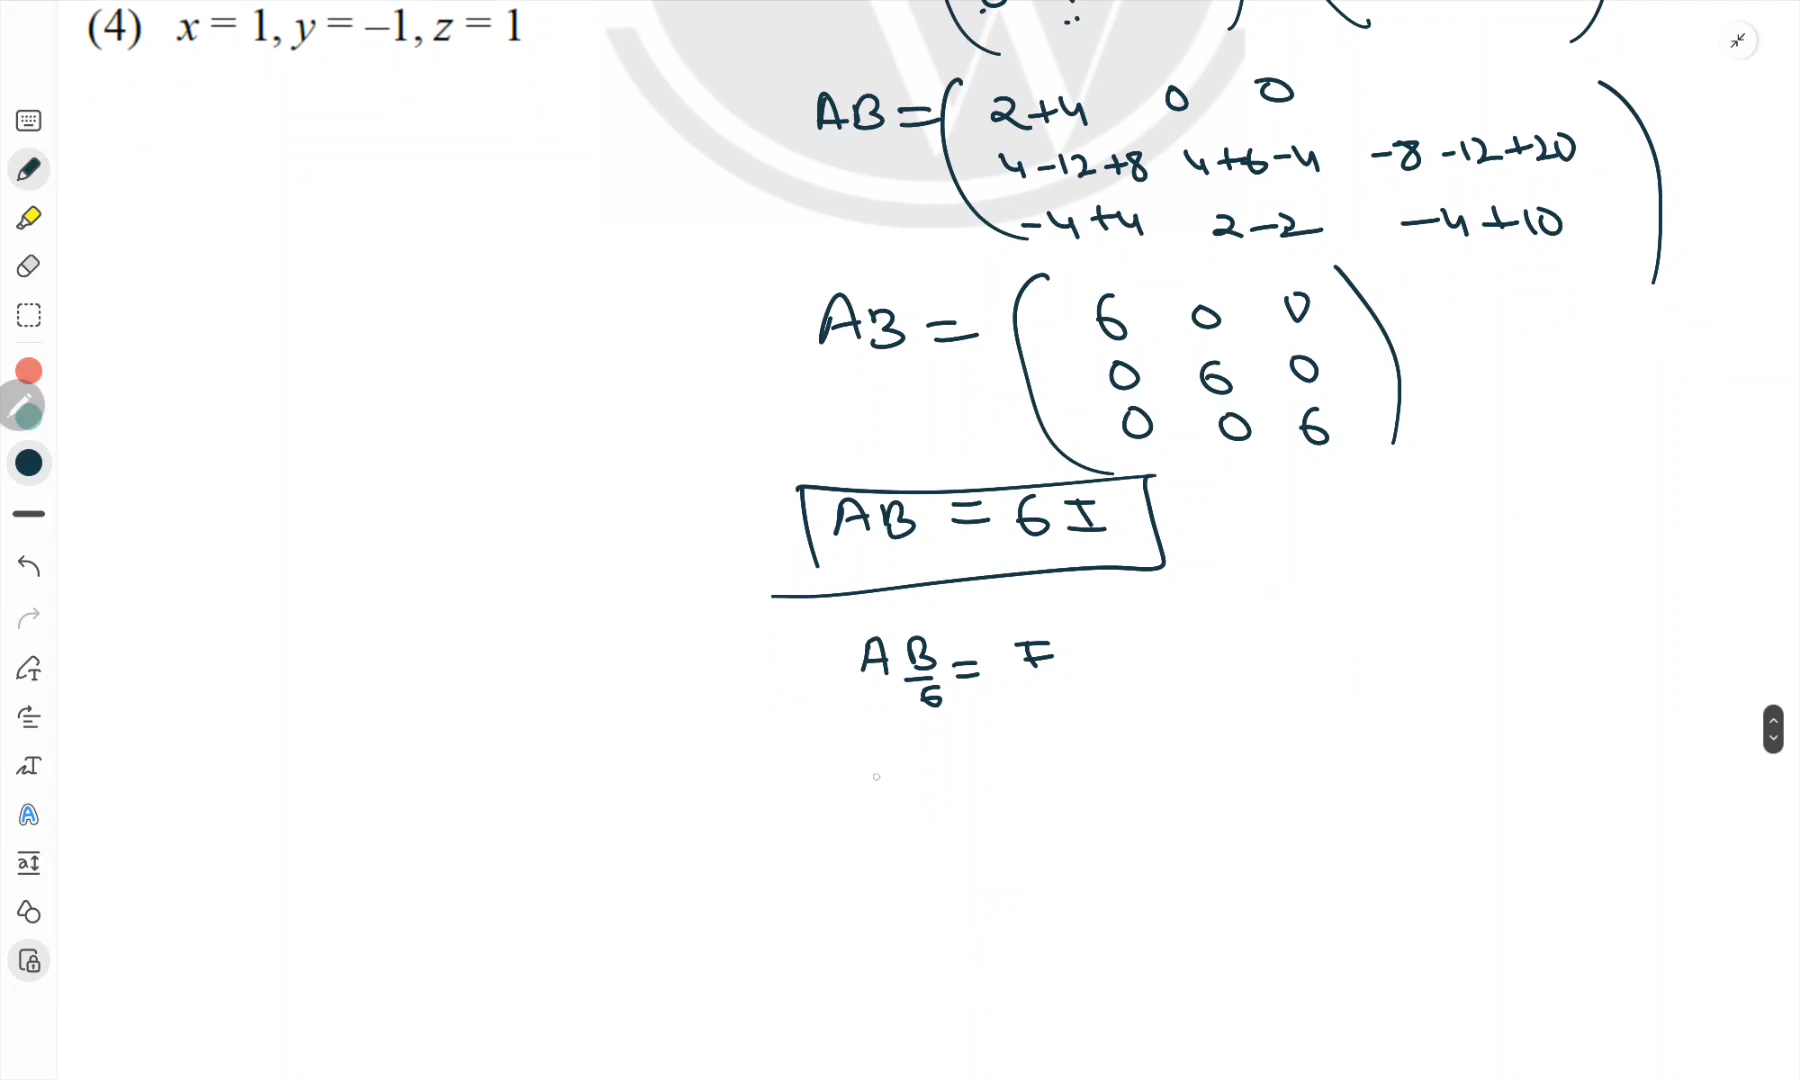 (4) x = 1, y = –1, z = 1
AB = ( 2+4 0 0
4-12+8 4+6-4 -8-12+20
-4+4 2-2 -4+10 )
AB = ( 6 0 0
0 6 0
0 0 6 )
AB = 6 I
A B/6 = I